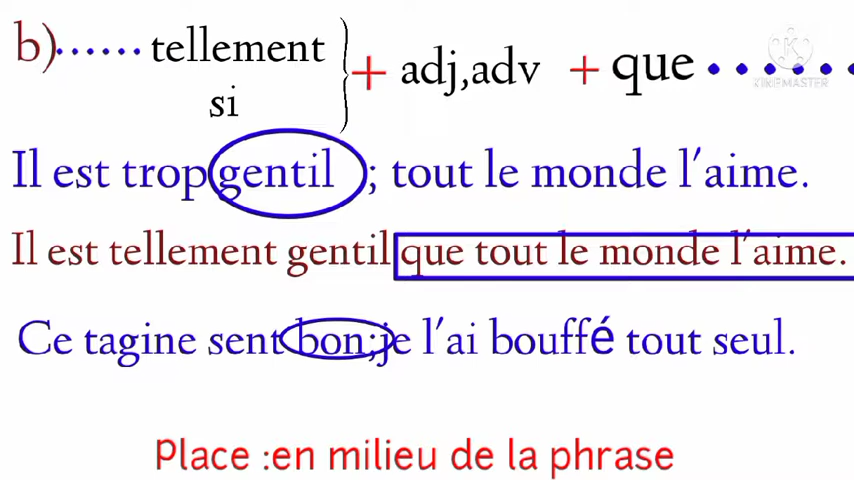 b)...... tellement
si
+ adj,adv + que ......
KINEMASTER
Il est trop gentil ; tout le monde l'aime.
Il est tellement gentil que tout le monde l'aime.
Ce tagine sent bon;je l'ai bouffé tout seul.
Place :en milieu de la phrase